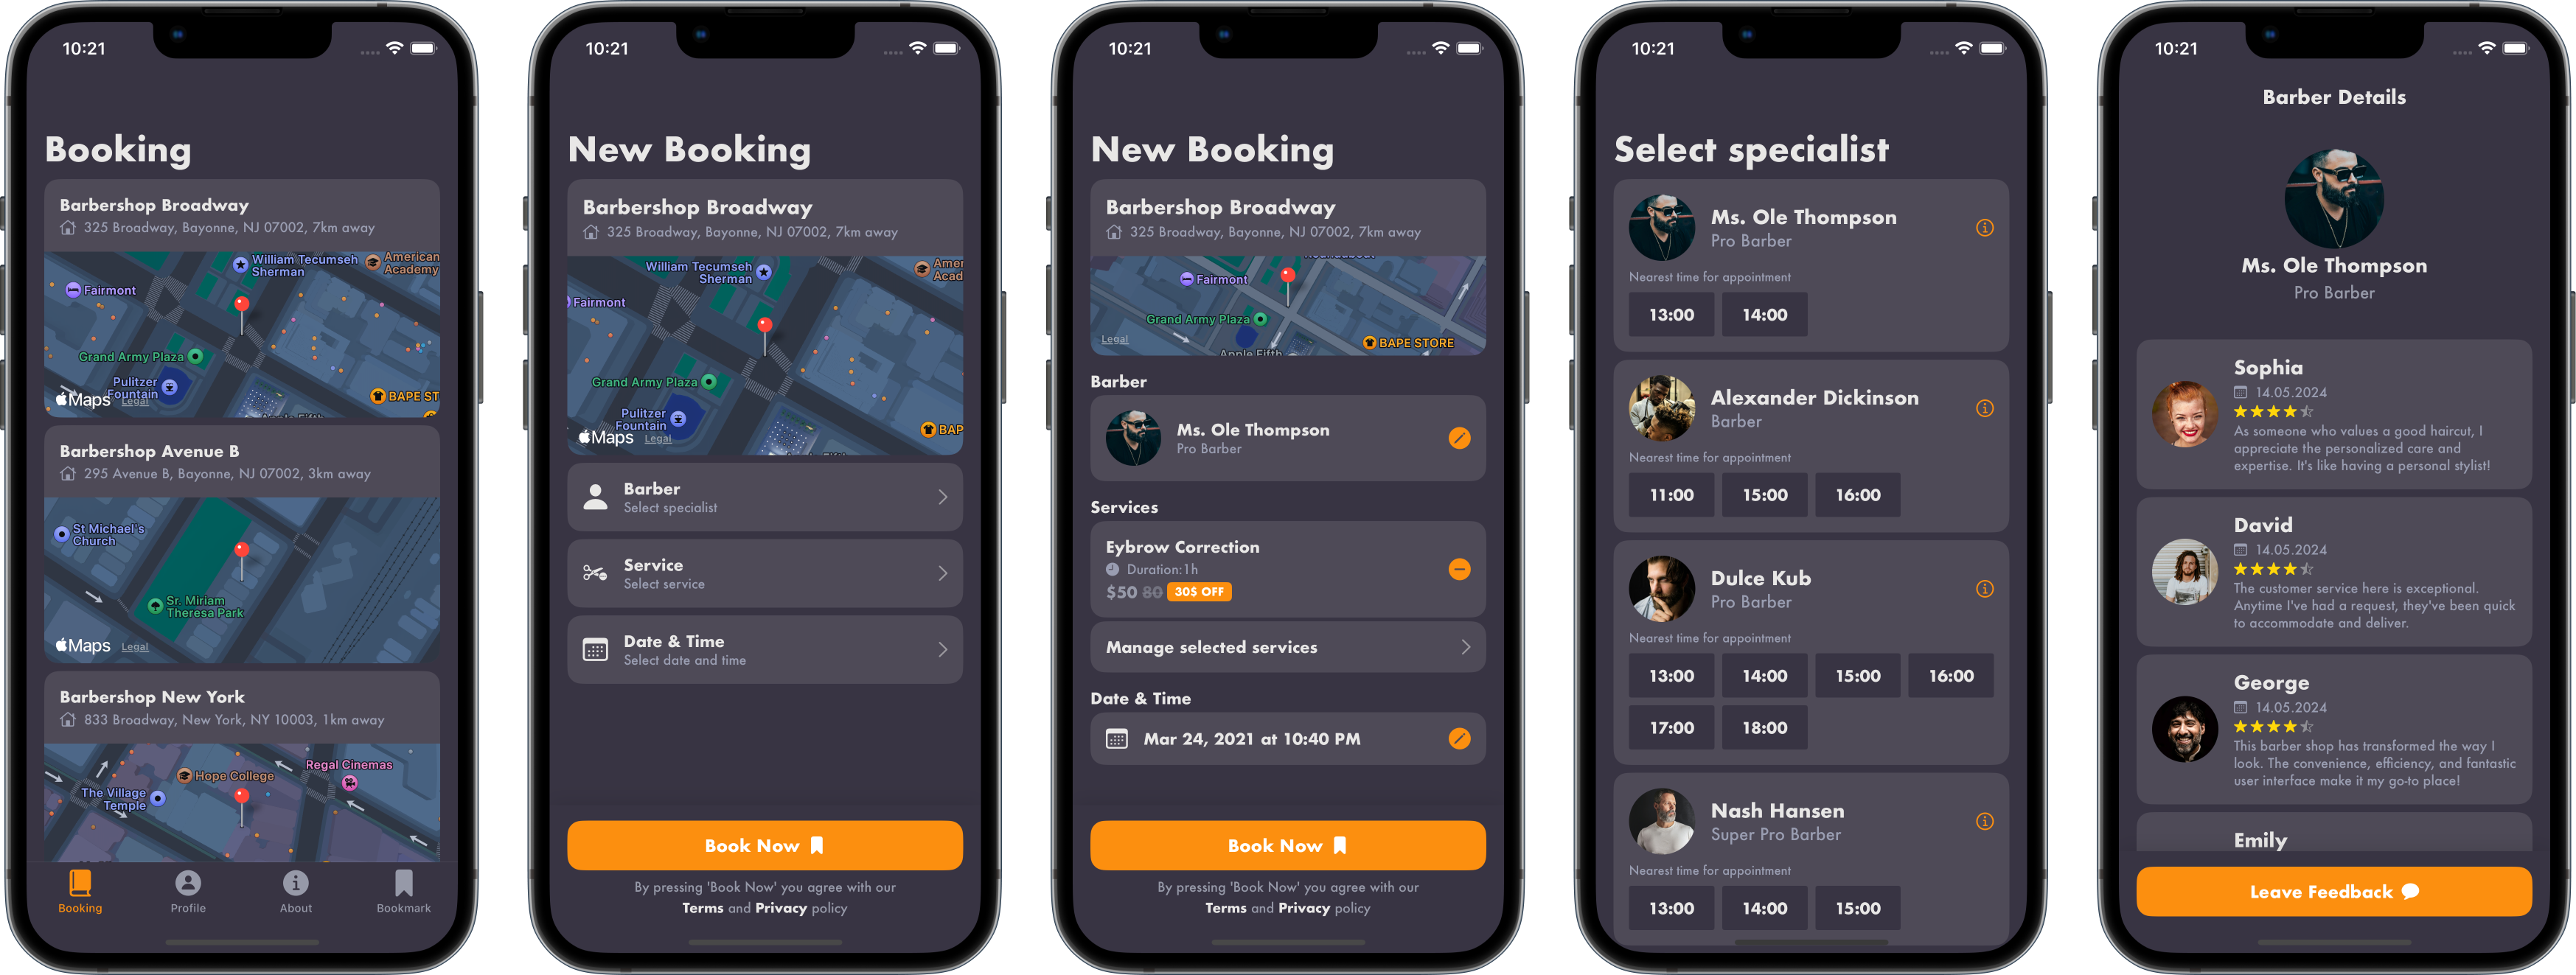 10:21
Booking
Barbershop Broadway
325 Broadway, Bayonne, NJ 07002, 7km away
William Tecumseh
Sherman
American
Academy
Fairmont
Grand Army Plaza
Pulitzer
Fountain
BAPE ST
Maps
Legal
Barbershop Avenue B
295 Avenue B, Bayonne, NJ 07002, 3km away
St Michael's
Church
Sr. Miriam
Theresa Park
Maps
Legal
Barbershop New York
833 Broadway, New York, NY 10003, 1km away
Regal Cinemas
Hope College
The Village
Temple
Booking
Profile
About
Bookmark
10:21
New Booking
Barbershop Broadway
325 Broadway, Bayonne, NJ 07002, 7km away
William Tecumseh
Sherman
Amer
Acad
Fairmont
Grand Army Plaza
Pulitzer
Fountain
BAP
Maps
Legal
Barber
Select specialist
Service
Select service
Date & Time
Select date and time
Book Now
By pressing 'Book Now' you agree with our
Terms and Privacy policy
10:21
New Booking
Barbershop Broadway
325 Broadway, Bayonne, NJ 07002, 7km away
Fairmont
Grand Army Plaza
Legal
Apple Fifth
BAPE STORE
Barber
Ms. Ole Thompson
Pro Barber
Services
Eybrow Correction
Duration:1h
$50 80 30$ OFF
Manage selected services
Date & Time
Mar 24, 2021 at 10:40 PM
Book Now
By pressing 'Book Now' you agree with our
Terms and Privacy policy
10:21
Select specialist
Ms. Ole Thompson
Pro Barber
Nearest time for appointment
13:00 14:00
Alexander Dickinson
Barber
Nearest time for appointment
11:00 15:00 16:00
Dulce Kub
Pro Barber
Nearest time for appointment
13:00 14:00 15:00 16:00
17:00 18:00
Nash Hansen
Super Pro Barber
Nearest time for appointment
13:00 14:00 15:00
10:21
Barber Details
Ms. Ole Thompson
Pro Barber
Sophia
14.05.2024
As someone who values a good haircut, I
appreciate the personalized care and
expertise. It's like having a personal stylist!
David
14.05.2024
The customer service here is exceptional.
Anytime I've had a request, they've been quick
to accommodate and deliver.
George
14.05.2024
This barber shop has transformed the way I
look. The convenience, efficiency, and fantastic
user interface make it my go-to place!
Emily
Leave Feedback